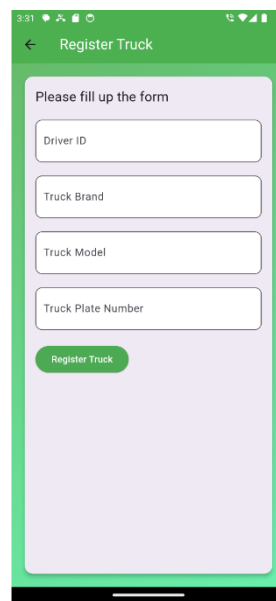 3:31
Register Truck
Please fill up the form
Driver ID
Truck Brand
Truck Model
Truck Plate Number
Register Truck